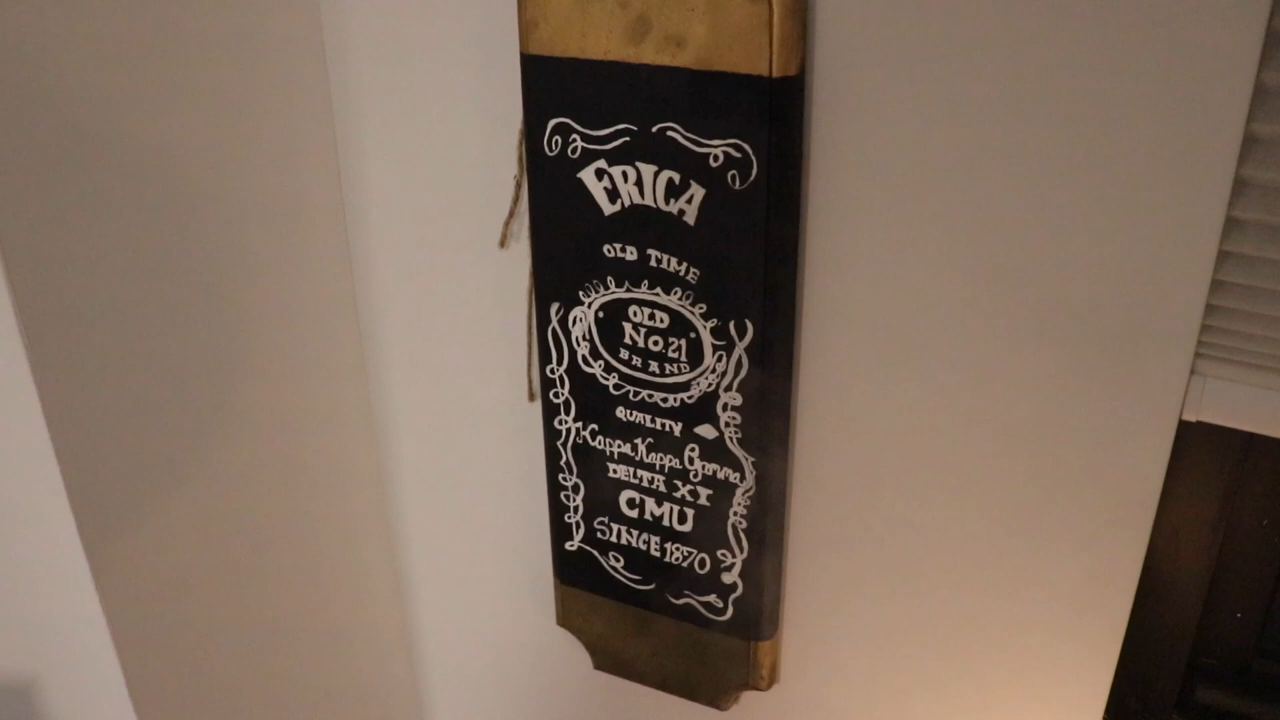 ERICA
OLD TIME
OLD
No. 21
BRAND
QUALITY
Kappa Kappa Gamma
DELTA XI
CMU
SINCE 1870